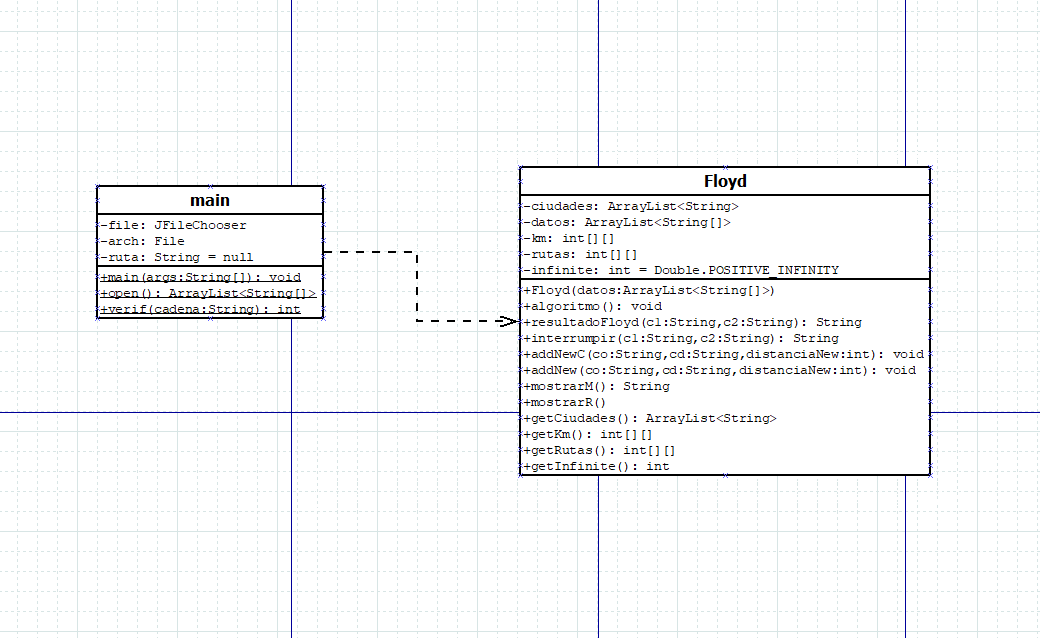 main
-file: JFileChooser
-arch: File
-ruta: String = null
+main(args:String[]): void
+open(): ArrayList<String[]>
+verif(cadena:String): int
Floyd
-ciudades: ArrayList<String>
-datos: ArrayList<String[]>
-km: int[][]
-rutas: int[][]
-infinite: int = Double.POSITIVE_INFINITY
+Floyd(datos:ArrayList<String[]>)
+algoritmo(): void
+resultadoFloyd(c1:String,c2:String): String
+interrumpir(c1:String,c2:String): String
+addNewC(co:String,cd:String,distanciaNew:int): void
+addNew(co:String,cd:String,distanciaNew:int): void
+mostrarM(): String
+mostrarR()
+getCiudades(): ArrayList<String>
+getKm(): int[][]
+getRutas(): int[][]
+getInfinite(): int